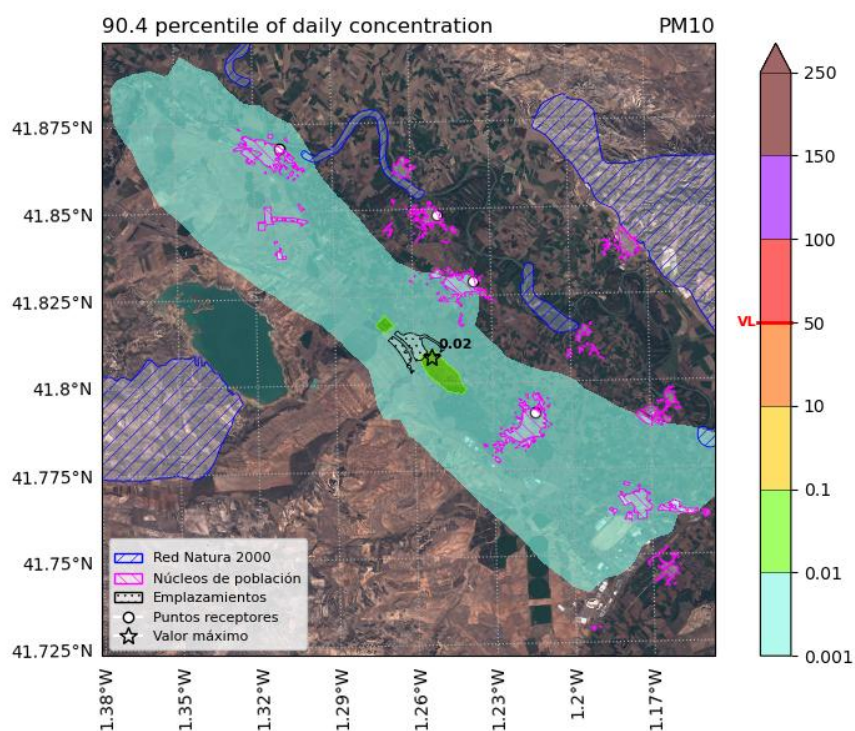 90.4 percentile of daily concentration PM10
41.875°N
41.85°N
41.825°N
41.8°N
41.775°N
41.75°N
41.725°N
0.02
Red Natura 2000
Núcleos de población
Emplazamientos
Puntos receptores
Valor máximo
1.38°W
1.35°W
1.32°W
1.29°W
1.26°W
1.23°W
1.2°W
1.17°W
250
150
100
VL 50
10
0.1
0.01
0.001